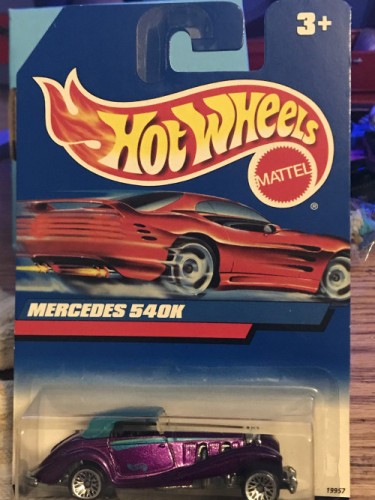 3+
HOT WHEELS
MATTEL
®
MERCEDES 540K
19957